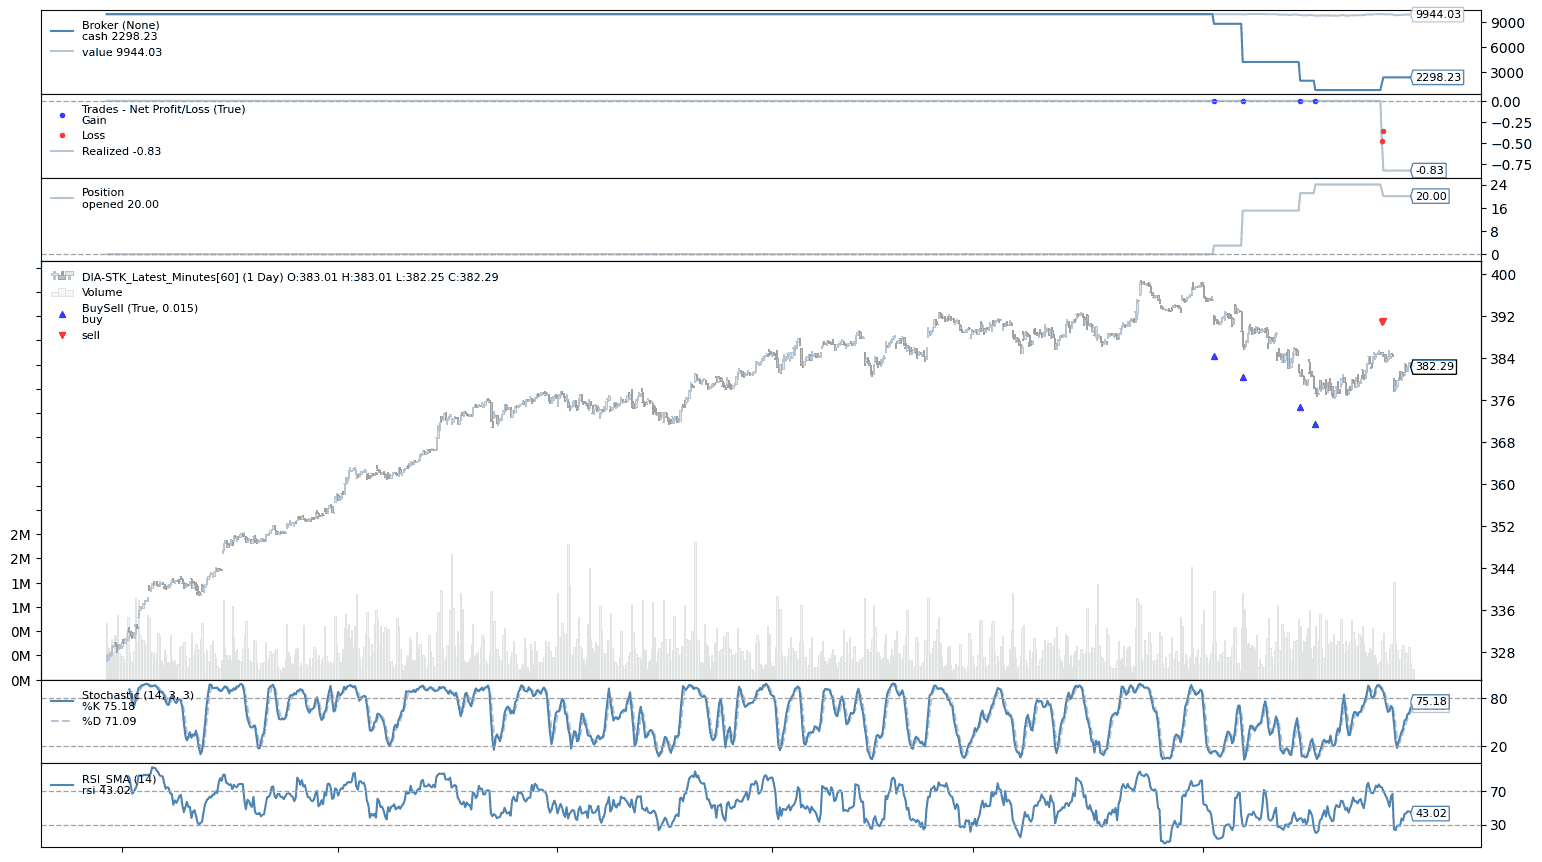 Broker (None)
cash 2298.23
value 9944.03
9944.03
9000
6000
3000
2298.23
Trades - Net Profit/Loss (True)
Gain
Loss
Realized -0.83
0.00
−0.25
−0.50
−0.75
-0.83
Position
opened 20.00
24
20.00
16
8
0
DIA-STK_Latest_Minutes[60] (1 Day) O:383.01 H:383.01 L:382.25 C:382.29
Volume
BuySell (True, 0.015)
buy
sell
400
392
384
382.29
376
368
360
352
344
336
328
2M
2M
1M
1M
0M
0M
0M
Stochastic (14, 3, 3)
%K 75.18
%D 71.09
80
75.18
20
RSI_SMA (14)
rsi 43.02
70
43.02
30